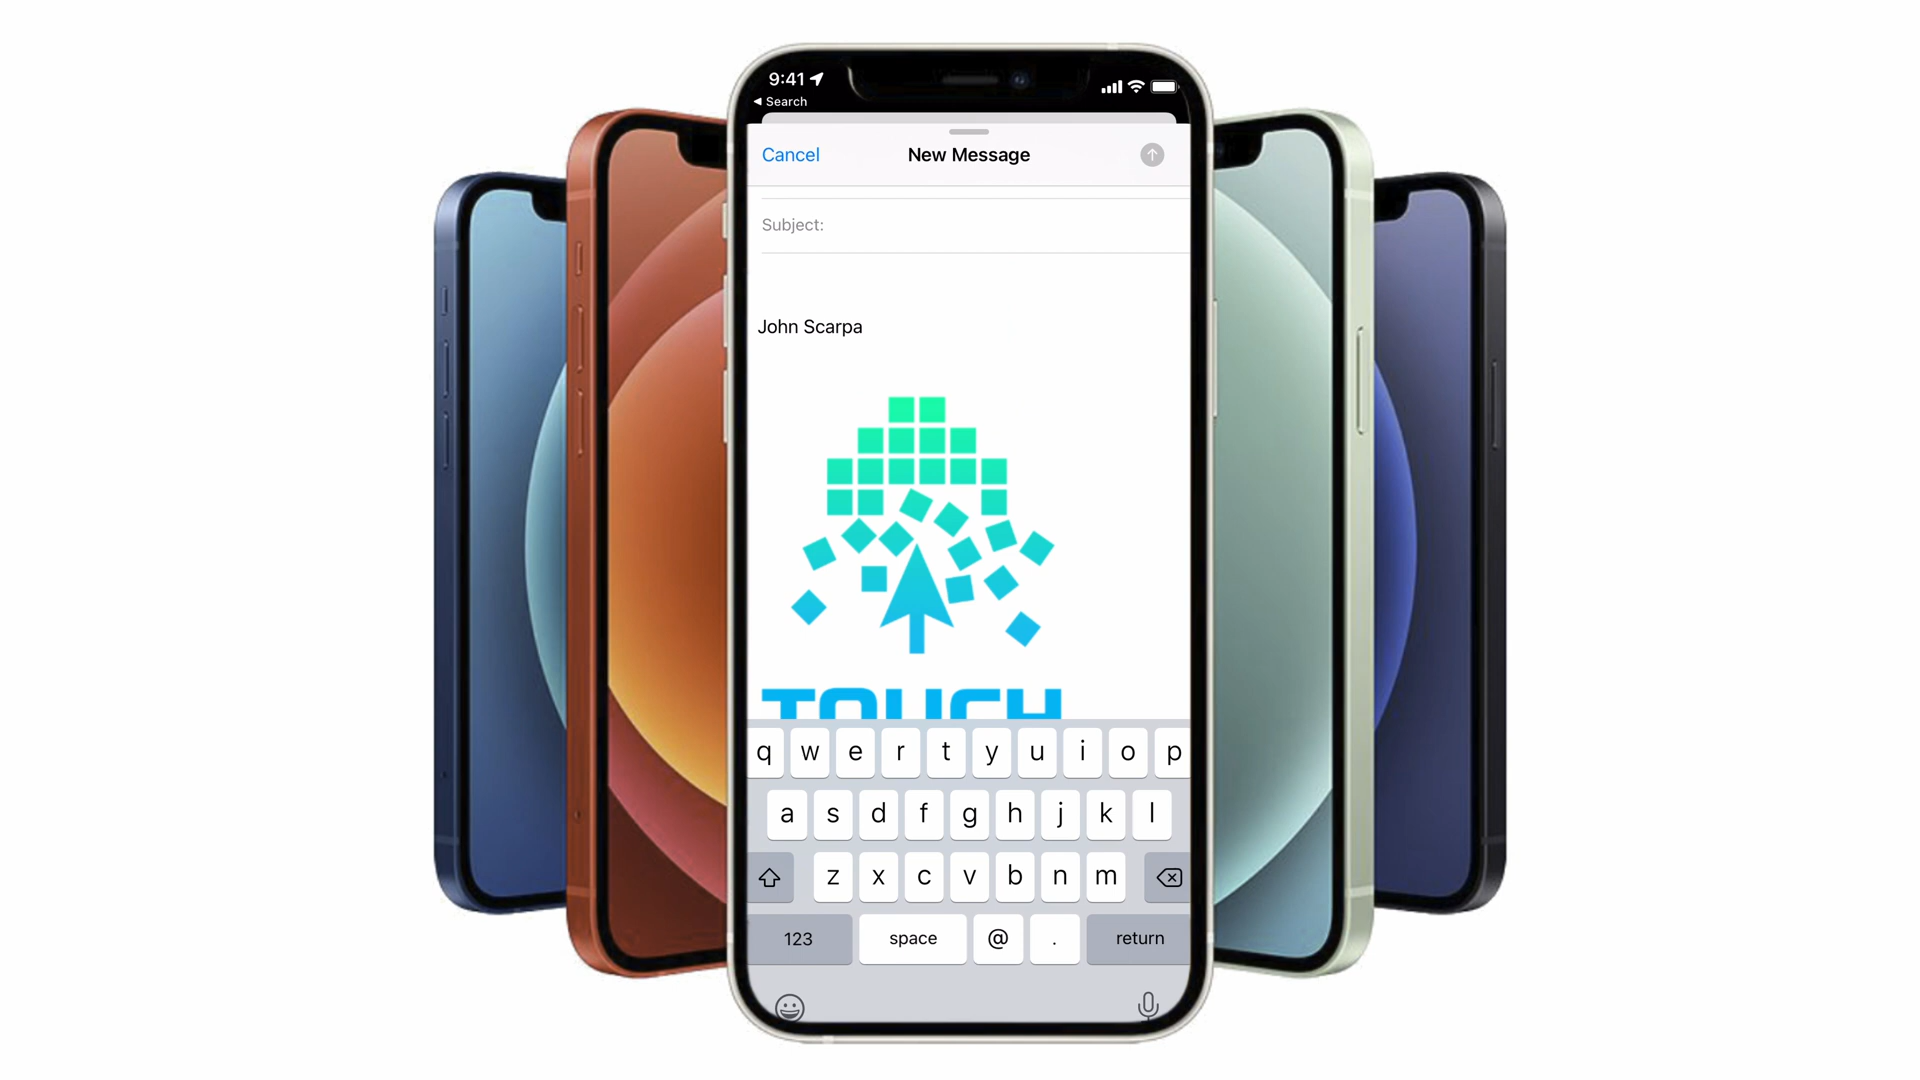 9:41
◀ Search
Cancel
New Message
Subject:
John Scarpa
TOUCH
q w e r t y u i o p
a s d f g h j k l
z x c v b n m
123 space @ . return